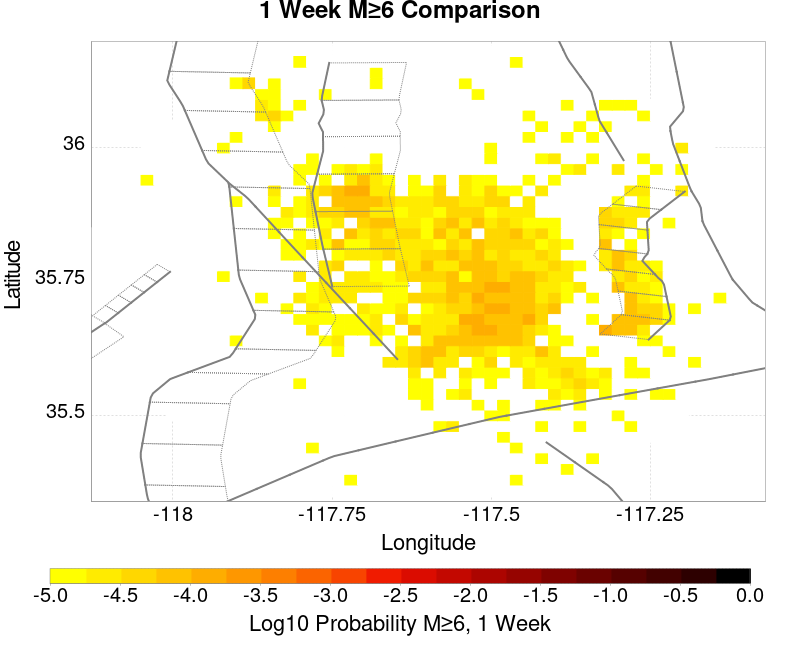 1 Week M≥6 Comparison
36
35.75
35.5
Latitude
-118 -117.75 -117.5 -117.25
Longitude
-5.0 -4.5 -4.0 -3.5 -3.0 -2.5 -2.0 -1.5 -1.0 -0.5 0.0
Log10 Probability M≥6, 1 Week